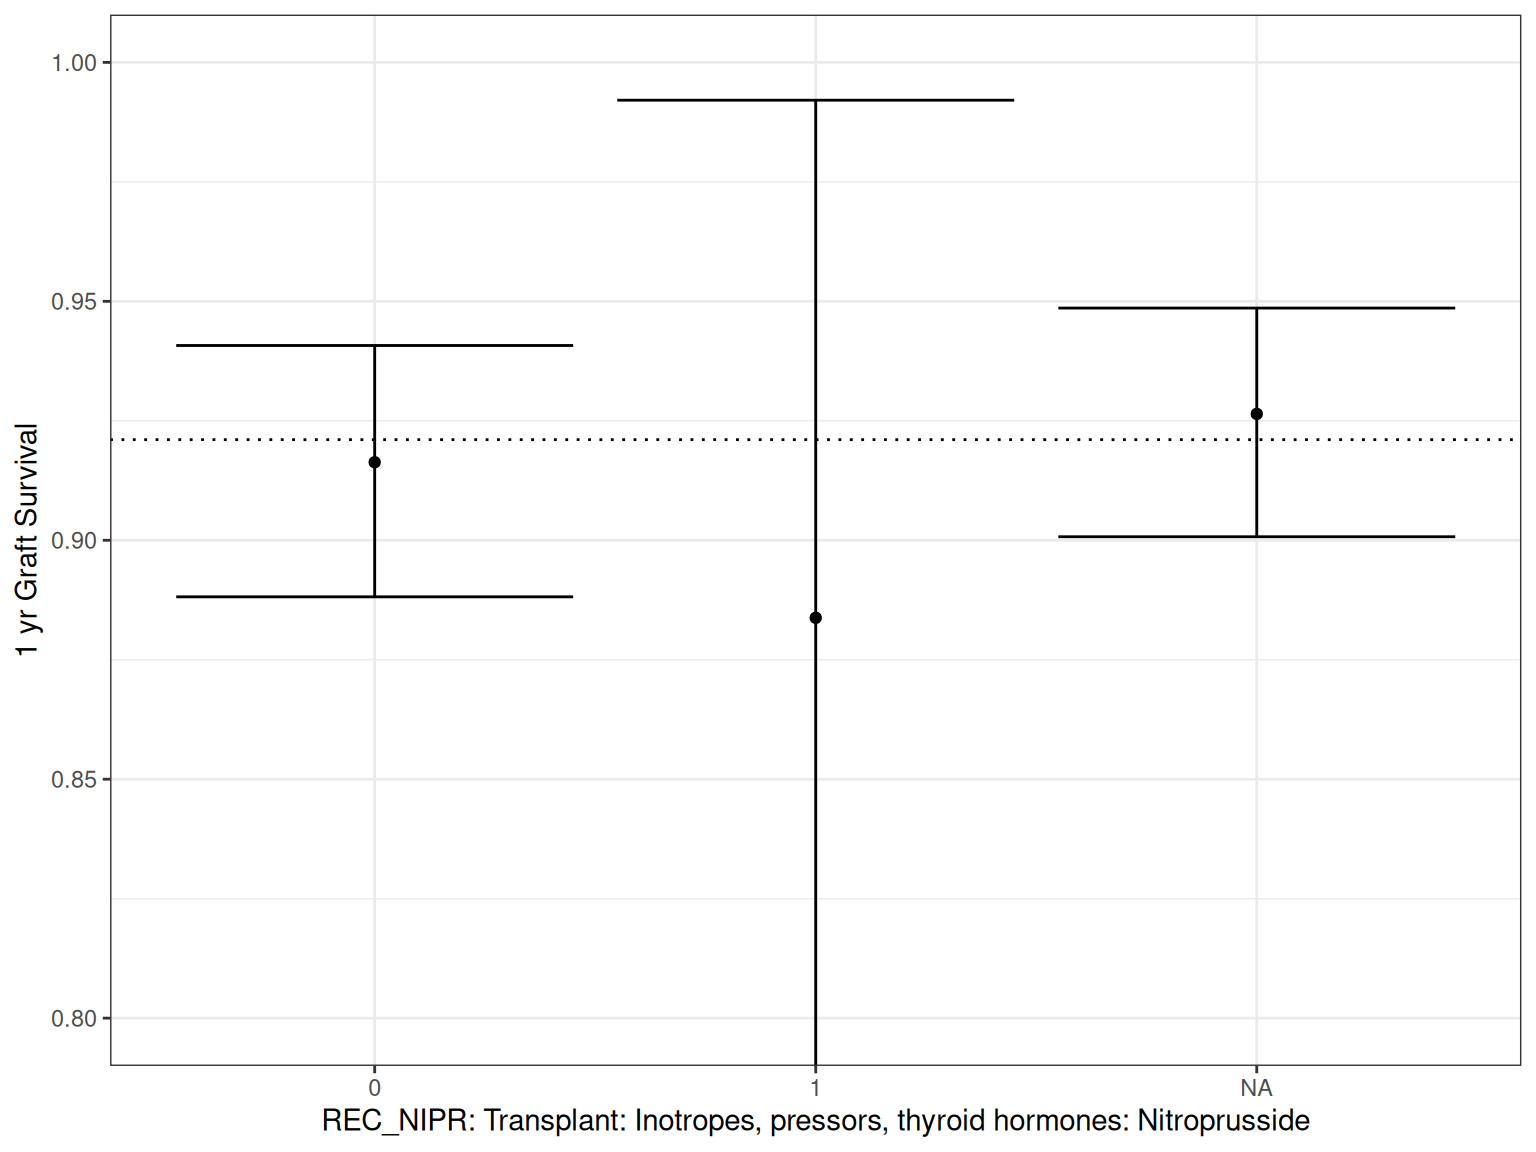 1.00
0.95
0.90
0.85
0.80
1 yr Graft Survival
0
1
NA
REC_NIPR: Transplant: Inotropes, pressors, thyroid hormones: Nitroprusside